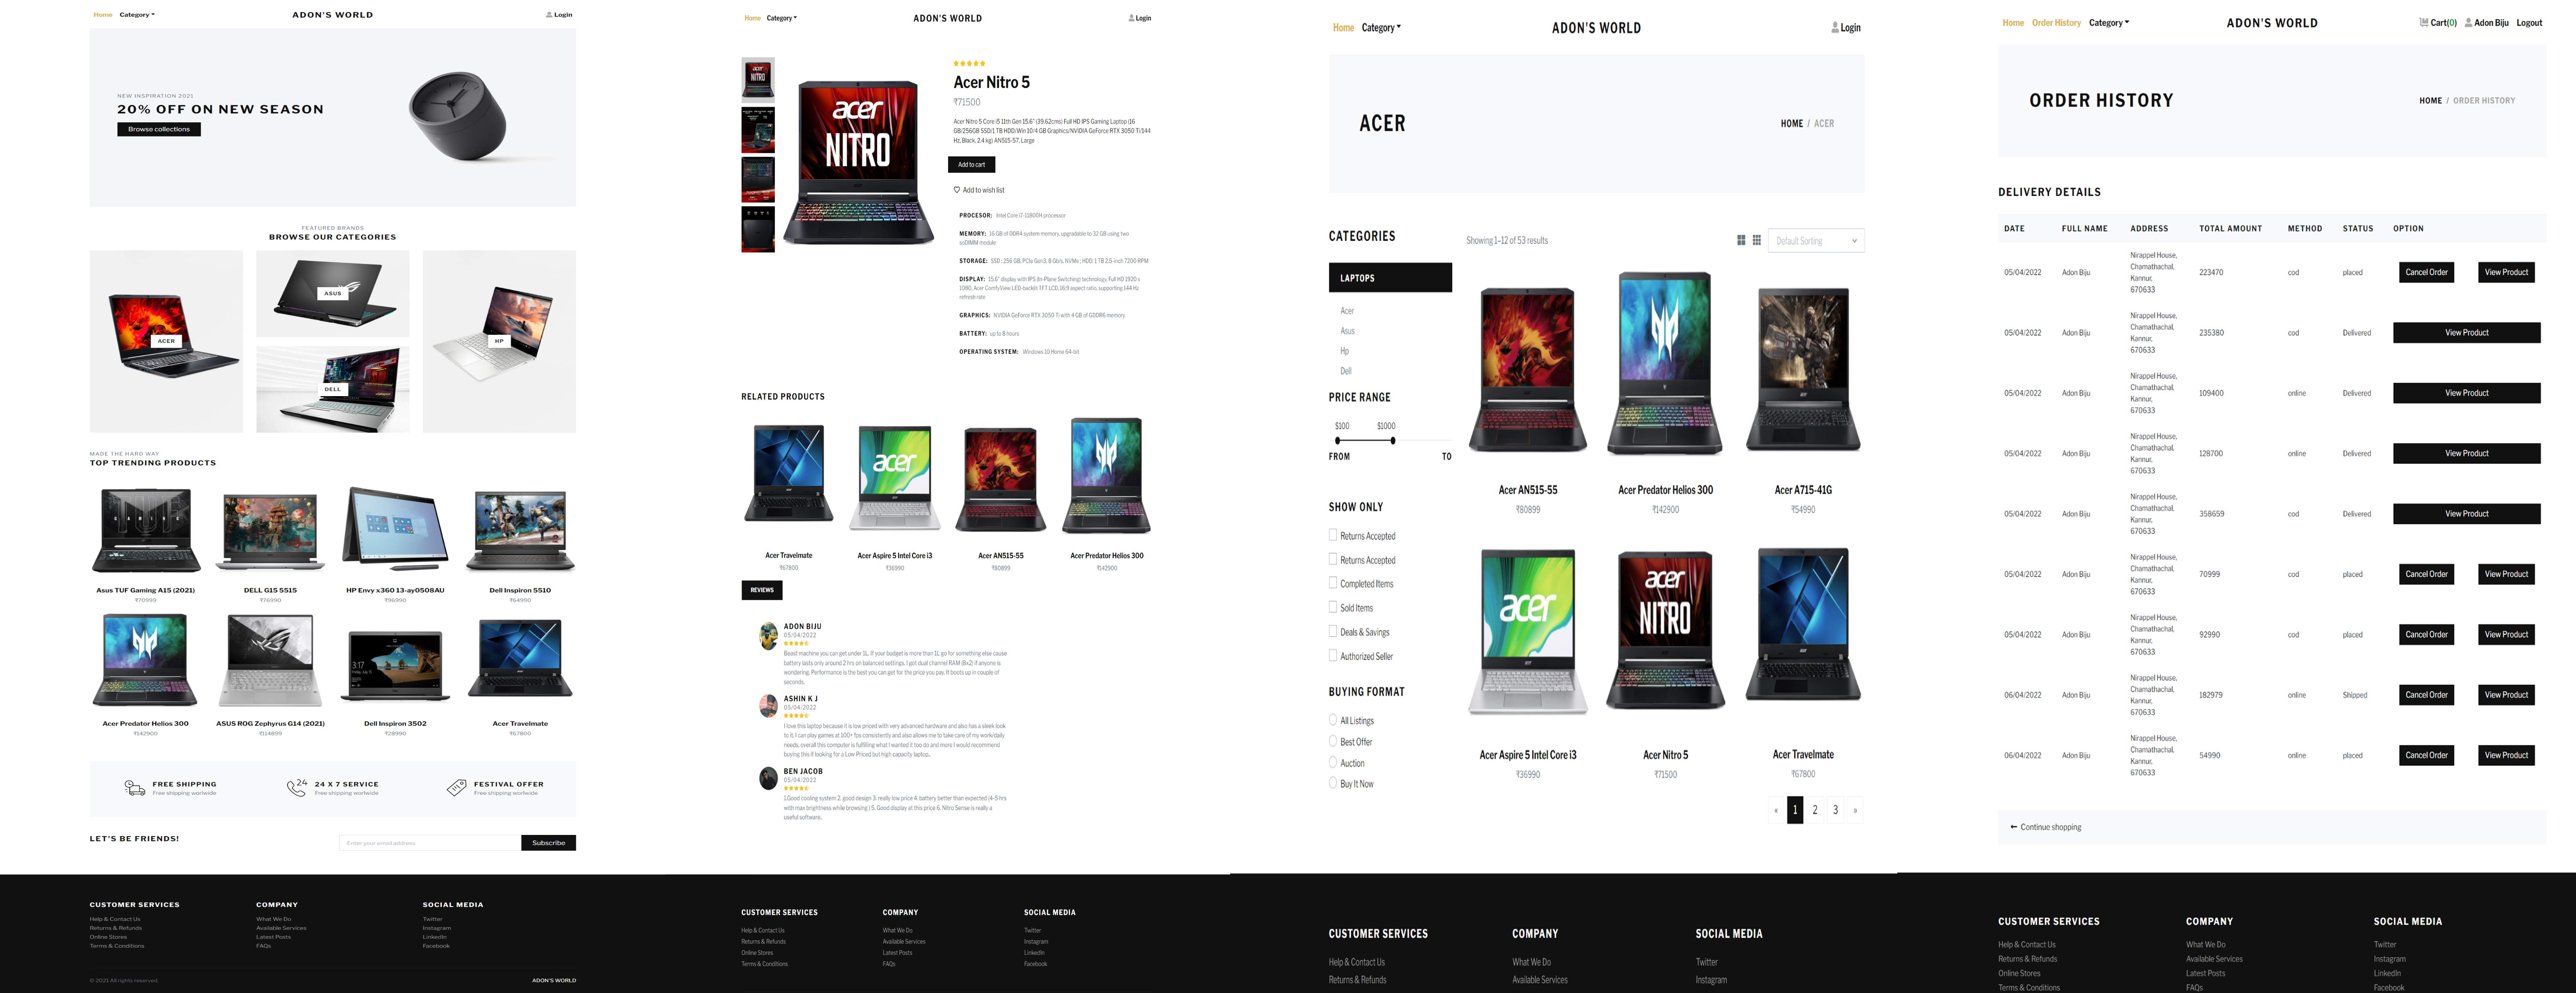 Home Category
ADON'S WORLD
Login
NEW INSPIRATION 2021
20% OFF ON NEW SEASON
Browse collections
FEATURED BRANDS
BROWSE OUR CATEGORIES
ACER
ASUS
DELL
HP
MADE THE HARD WAY
TOP TRENDING PRODUCTS
Asus TUF Gaming A15 (2021)
₹70999
DELL G15 5515
₹76990
HP Envy x360 13-ay0508AU
₹96990
Dell Inspiron 5510
₹64990
Acer Predator Helios 300
₹142900
ASUS ROG Zephyrus G14 (2021)
₹114899
Dell Inspiron 3502
₹28990
Acer Travelmate
₹67800
FREE SHIPPING
Free shipping worlwide
24 X 7 SERVICE
Free shipping worlwide
FESTIVAL OFFER
Free shipping worlwide
LET'S BE FRIENDS!
Enter your email address
Subscribe
CUSTOMER SERVICES
Help & Contact Us
Returns & Refunds
Online Stores
Terms & Conditions
COMPANY
What We Do
Available Services
Latest Posts
FAQs
SOCIAL MEDIA
Twitter
Instagram
LinkedIn
Facebook
© 2021 All rights reserved.
ADON'S WORLD
Home Category
ADON'S WORLD
Login
acer
NITRO
Acer Nitro 5
₹71500
Acer Nitro 5 Core i5 11th Gen 15.6" (39.62cms) Full HD IPS Gaming Laptop (16
GB/256GB SSD/1 TB HDD/Win 10/4 GB Graphics/NVIDIA GeForce RTX 3050 Ti/144
Hz, Black, 2.4 kg) AN515-57, Large
Add to cart
Add to wish list
PROCESOR: Intel Core i7-11800H processor
MEMORY: 16 GB of DDR4 system memory, upgradable to 32 GB using two
soDIMM module
STORAGE: SSD : 256 GB, PCIe Gen3, 8 Gb/s, NVMe ; HDD: 1 TB 2.5-inch 7200 RPM
DISPLAY: 15.6" display with IPS (In-Plane Switching) technology, Full HD 1920 x
1080, Acer ComfyView LED-backlit TFT LCD, 16:9 aspect ratio, supporting 144 Hz
refresh rate
GRAPHICS: NVIDIA GeForce RTX 3050 Ti with 4 GB of GDDR6 memory
BATTERY: up to 8 hours
OPERATING SYSTEM: Windows 10 Home 64-bit
RELATED PRODUCTS
acer
Acer Travelmate
₹67800
Acer Aspire 5 Intel Core i3
₹36990
Acer AN515-55
₹80899
Acer Predator Helios 300
₹142900
REVIEWS
ADON BIJU
05/04/2022
Beast machine you can get under 1L. If your budget is more than 1L go for something else cause
battery lasts only around 2 hrs on balanced settings. I got dual channel RAM (8x2) if anyone is
wondering. Performance is the best you can get for the price you pay. It boots up in couple of
seconds.
ASHIN K J
05/04/2022
I love this laptop because it is low priced with very advanced hardware and also has a sleek look
to it, I can play games at 100+ fps consistently and also allows me to take care of my work/daily
needs, overall this computer is fulfilling what I wanted it too do and more I would recommend
buying this if looking for a Low Priced but high capacity laptop..
BEN JACOB
05/04/2022
1.Good cooling system 2. good design 3. really low price 4. battery better than expected (4-5 hrs
with max brightness while browsing ) 5. Good display at this price 6. Nitro Sense is really a
useful software..
CUSTOMER SERVICES
Help & Contact Us
Returns & Refunds
Online Stores
Terms & Conditions
COMPANY
What We Do
Available Services
Latest Posts
FAQs
SOCIAL MEDIA
Twitter
Instagram
LinkedIn
Facebook
Home Category
ADON'S WORLD
Login
ACER
HOME / ACER
CATEGORIES
LAPTOPS
Acer
Asus
Hp
Dell
PRICE RANGE
$100 $1000
FROM TO
SHOW ONLY
Returns Accepted
Returns Accepted
Completed Items
Sold Items
Deals & Savings
Authorized Seller
BUYING FORMAT
All Listings
Best Offer
Auction
Buy It Now
Showing 1–12 of 53 results
Default Sorting
Acer AN515-55
₹80899
Acer Predator Helios 300
₹142900
Acer A715-41G
₹54990
acer
acer
NITRO
Acer Aspire 5 Intel Core i3
₹36990
Acer Nitro 5
₹71500
Acer Travelmate
₹67800
« 1 2 3 »
CUSTOMER SERVICES
Help & Contact Us
Returns & Refunds
COMPANY
What We Do
Available Services
SOCIAL MEDIA
Twitter
Instagram
Home Order History Category
ADON'S WORLD
Cart(0) Adon Biju Logout
ORDER HISTORY
HOME / ORDER HISTORY
DELIVERY DETAILS
DATE FULL NAME ADDRESS TOTAL AMOUNT METHOD STATUS OPTION
05/04/2022 Adon Biju Nirappel House,
Chamathachal,
Kannur,
670633 223470 cod placed Cancel Order View Product
05/04/2022 Adon Biju Nirappel House,
Chamathachal,
Kannur,
670633 235380 cod Delivered View Product
05/04/2022 Adon Biju Nirappel House,
Chamathachal,
Kannur,
670633 109400 online Delivered View Product
05/04/2022 Adon Biju Nirappel House,
Chamathachal,
Kannur,
670633 128700 online Delivered View Product
05/04/2022 Adon Biju Nirappel House,
Chamathachal,
Kannur,
670633 358659 cod Delivered View Product
05/04/2022 Adon Biju Nirappel House,
Chamathachal,
Kannur,
670633 70999 cod placed Cancel Order View Product
05/04/2022 Adon Biju Nirappel House,
Chamathachal,
Kannur,
670633 92990 cod placed Cancel Order View Product
06/04/2022 Adon Biju Nirappel House,
Chamathachal,
Kannur,
670633 182979 online Shipped Cancel Order View Product
06/04/2022 Adon Biju Nirappel House,
Chamathachal,
Kannur,
670633 54990 online placed Cancel Order View Product
Continue shopping
CUSTOMER SERVICES
Help & Contact Us
Returns & Refunds
Online Stores
Terms & Conditions
COMPANY
What We Do
Available Services
Latest Posts
FAQs
SOCIAL MEDIA
Twitter
Instagram
LinkedIn
Facebook